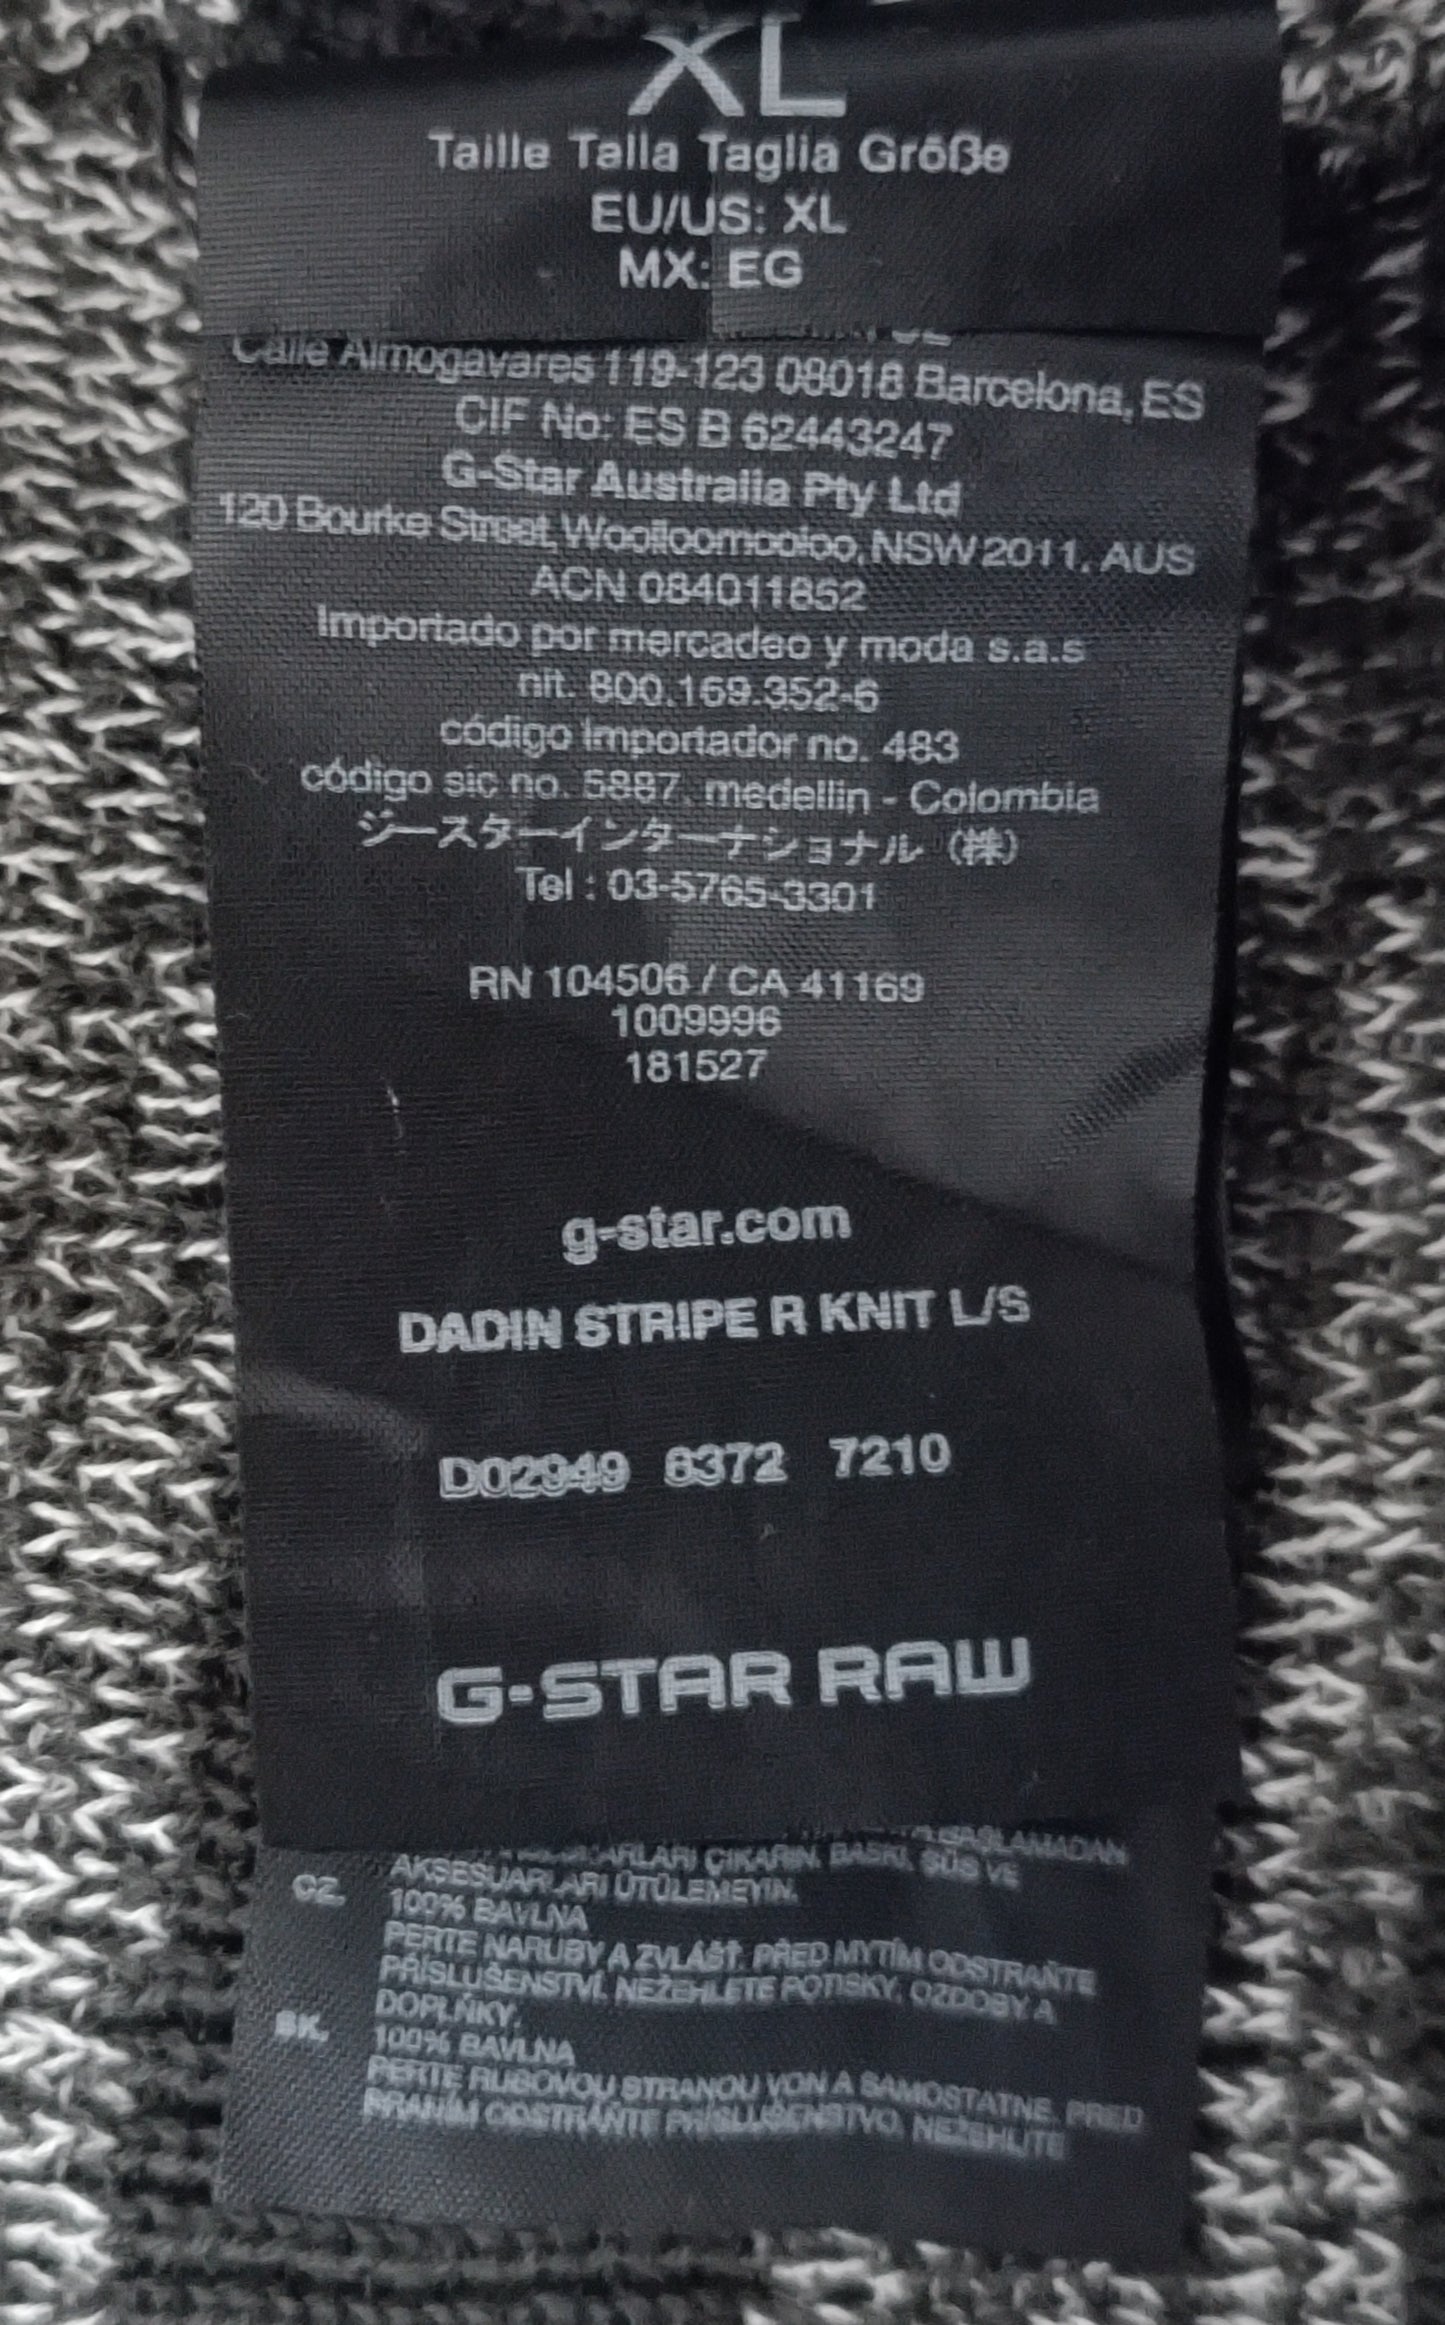 XL
Taille Talla Taglia Größe
EU/US: XL
MX: EG
Calle Almogavares 119-123 08018 Barcelona, ES
CIF No: ES B 62443247
G-Star Australia Pty Ltd
120 Bourke Street, Woolloomooloo, NSW 2011, AUS
ACN 084011852
Importado por mercadeo y moda s.a.s
nit. 800.169.352-6
código importador no. 483
código sic no. 5887, medellin - Colombia
ジースターインターナショナル (株)
Tel : 03-5765-3301
RN 104506 / CA 41169
1009996
181527
g-star.com
DADIN STRIPE R KNIT L/S
D02949 6372 7210
G-STAR RAW
BAŞLAMADAN
ÇIKARIN. BASKI, SÜS VE
AKSESUARLARI ÜTÜLEMEYIN.
CZ. 100% BAVLNA
PERTE NARUBY A ZVLÁŠŤ. PŘED MYTÍM ODSTRAŇTE
PŘÍSLUŠENSTVÍ. NEŽEHLETE POTISKY, OZDOBY A
DOPLŇKY.
SK. 100% BAVLNA
PERTE RUBOVOU STRANOU VON A SAMOSTATNE. PRED
PRANÍM ODSTRÁŇTE PRÍSLUŠENSTVO. NEŽEHLITE